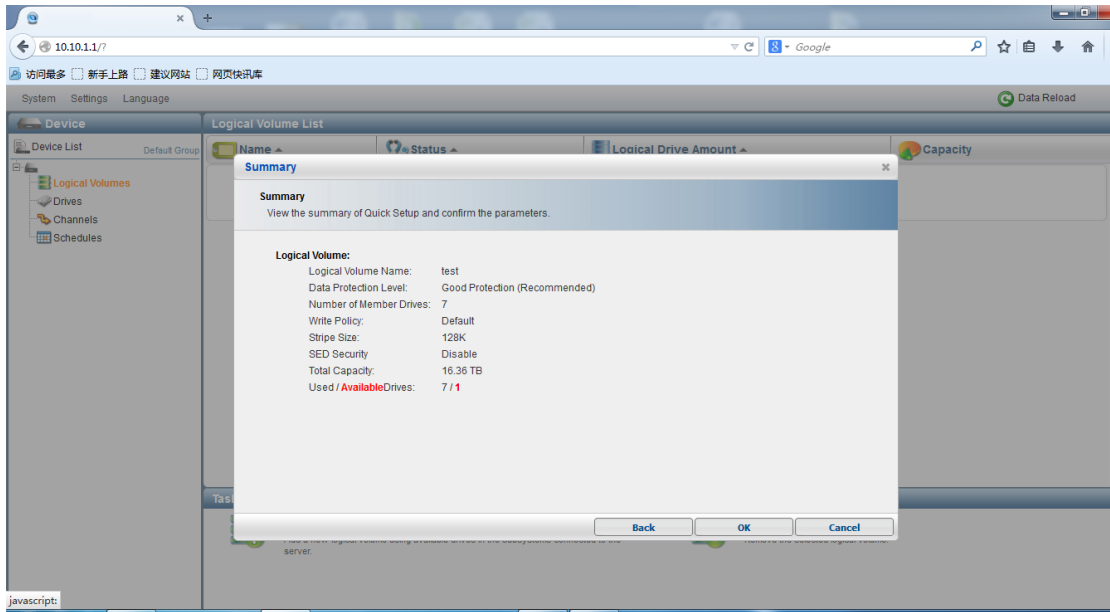 10.10.1.1/?
Google
访问最多 新手上路 建议网站 网页快讯库
System Settings Language
Data Reload
Device
Logical Volume List
Device List
Default Group
Name
Status
Logical Drive Amount
Capacity
Logical Volumes
Drives
Channels
Schedules
Summary
Summary
View the summary of Quick Setup and confirm the parameters.
Logical Volume:
Logical Volume Name: test
Data Protection Level: Good Protection (Recommended)
Number of Member Drives: 7
Write Policy: Default
Stripe Size: 128K
SED Security Disable
Total Capacity: 16.36 TB
Used / AvailableDrives: 7 / 1
Back OK Cancel
server.
javascript: